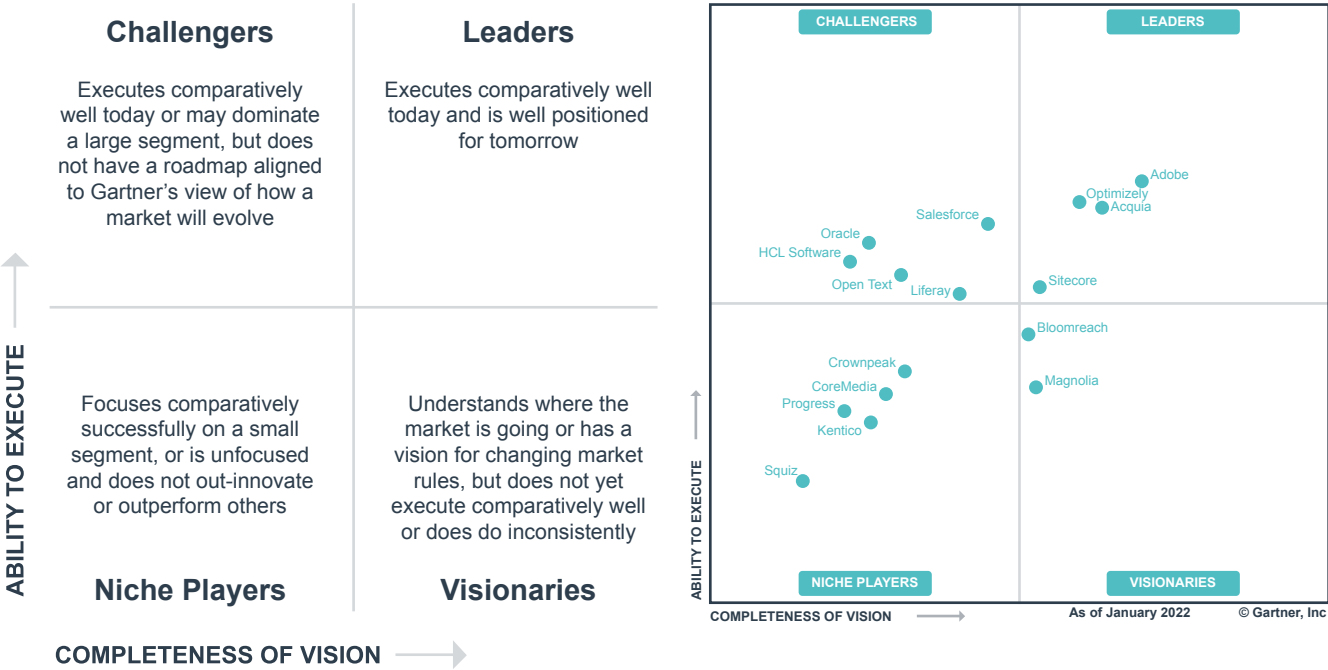 Challengers
Executes comparatively
well today or may dominate
a large segment, but does
not have a roadmap aligned
to Gartner's view of how a
market will evolve
Leaders
Executes comparatively well
today and is well positioned
for tomorrow
Focuses comparatively
successfully on a small
segment, or is unfocused
and does not out-innovate
or outperform others
Niche Players
Understands where the
market is going or has a
vision for changing market
rules, but does not yet
execute comparatively well
or does do inconsistently
Visionaries
ABILITY TO EXECUTE
COMPLETENESS OF VISION
CHALLENGERS
LEADERS
Adobe
Optimizely
Acquia
Salesforce
Oracle
HCL Software
Open Text
Liferay
Sitecore
Bloomreach
Magnolia
Crownpeak
CoreMedia
Progress
Kentico
Squiz
NICHE PLAYERS
VISIONARIES
ABILITY TO EXECUTE
COMPLETENESS OF VISION
As of January 2022
© Gartner, Inc